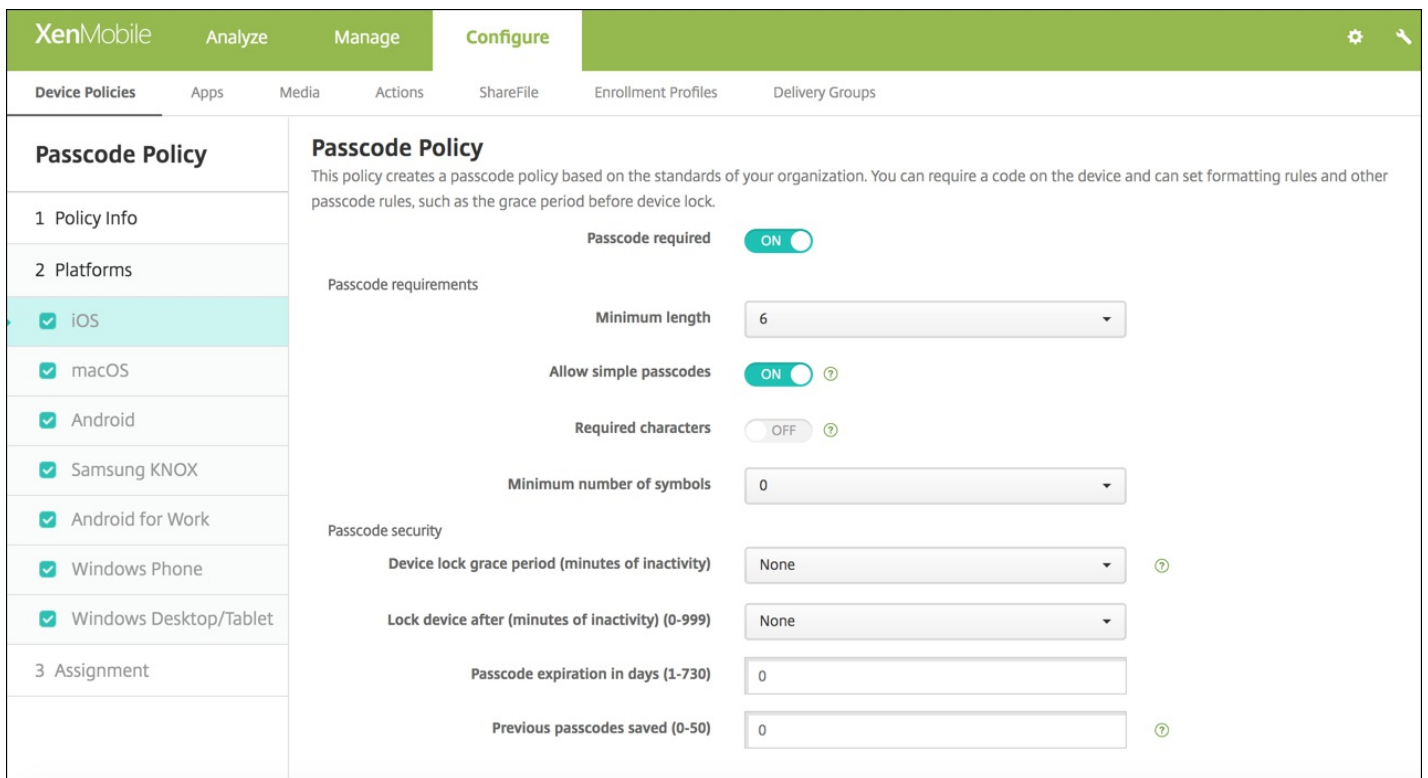 XenMobile Analyze Manage Configure
Device Policies Apps Media Actions ShareFile Enrollment Profiles Delivery Groups
Passcode Policy
1 Policy Info
2 Platforms
iOS
macOS
Android
Samsung KNOX
Android for Work
Windows Phone
Windows Desktop/Tablet
3 Assignment
Passcode Policy
This policy creates a passcode policy based on the standards of your organization. You can require a code on the device and can set formatting rules and other
passcode rules, such as the grace period before device lock.
Passcode required ON
Passcode requirements
Minimum length 6
Allow simple passcodes ON ?
Required characters OFF ?
Minimum number of symbols 0
Passcode security
Device lock grace period (minutes of inactivity) None ?
Lock device after (minutes of inactivity) (0-999) None
Passcode expiration in days (1-730) 0
Previous passcodes saved (0-50) 0 ?